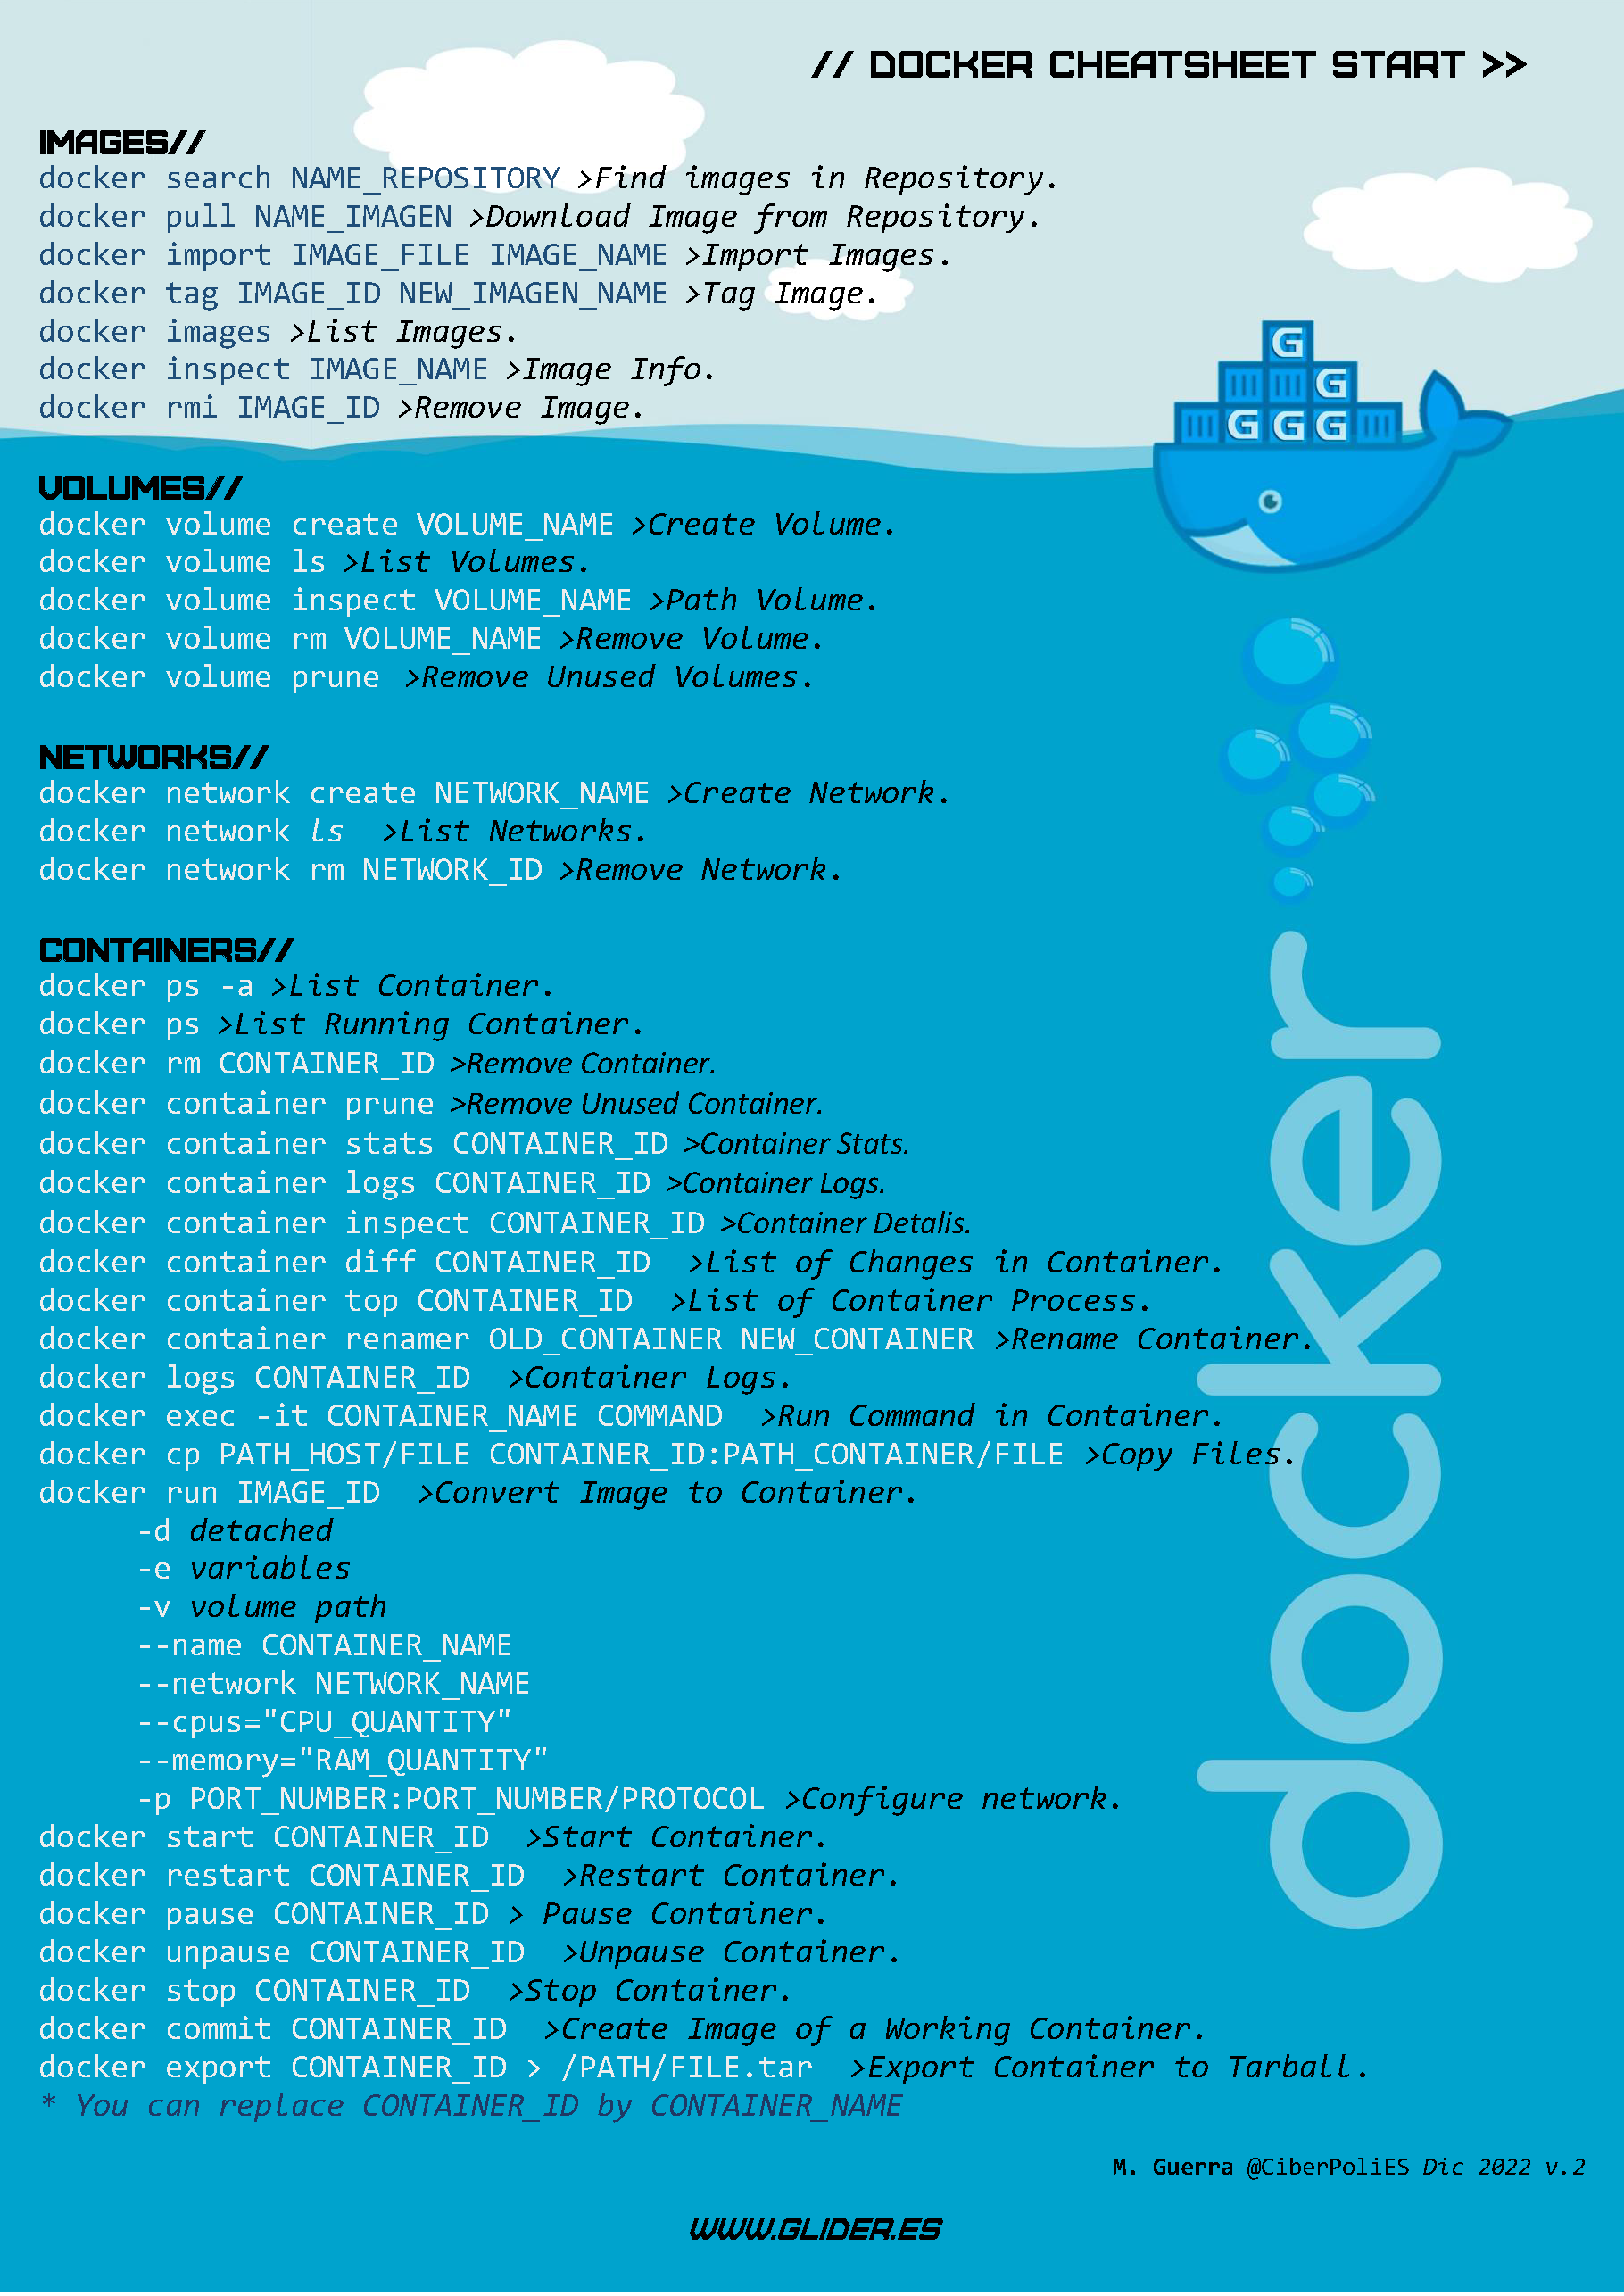 // DOCKER CHEATSHEET START >>
IMAGES//
docker search NAME_REPOSITORY >Find images in Repository.
docker pull NAME_IMAGEN >Download Image from Repository.
docker import IMAGE_FILE IMAGE_NAME >Import Images.
docker tag IMAGE_ID NEW_IMAGEN_NAME >Tag Image.
docker images >List Images.
docker inspect IMAGE_NAME >Image Info.
docker rmi IMAGE_ID >Remove Image.
G
G
G G G
VOLUMES//
docker volume create VOLUME_NAME >Create Volume.
docker volume ls >List Volumes.
docker volume inspect VOLUME_NAME >Path Volume.
docker volume rm VOLUME_NAME >Remove Volume.
docker volume prune >Remove Unused Volumes.
NETWORKS//
docker network create NETWORK_NAME >Create Network.
docker network ls >List Networks.
docker network rm NETWORK_ID >Remove Network.
CONTAINERS//
docker ps -a >List Container.
docker ps >List Running Container.
docker rm CONTAINER_ID >Remove Container.
docker container prune >Remove Unused Container.
docker container stats CONTAINER_ID >Container Stats.
docker container logs CONTAINER_ID >Container Logs.
docker container inspect CONTAINER_ID >Container Detalis.
docker container diff CONTAINER_ID >List of Changes in Container.
docker container top CONTAINER_ID >List of Container Process.
docker container renamer OLD_CONTAINER NEW_CONTAINER >Rename Container.
docker logs CONTAINER_ID >Container Logs.
docker exec -it CONTAINER_NAME COMMAND >Run Command in Container.
docker cp PATH_HOST/FILE CONTAINER_ID:PATH_CONTAINER/FILE >Copy Files.
docker run IMAGE_ID >Convert Image to Container.
-d detached
-e variables
-v volume path
--name CONTAINER_NAME
--network NETWORK_NAME
--cpus="CPU_QUANTITY"
--memory="RAM_QUANTITY"
-p PORT_NUMBER:PORT_NUMBER/PROTOCOL >Configure network.
docker start CONTAINER_ID >Start Container.
docker restart CONTAINER_ID >Restart Container.
docker pause CONTAINER_ID > Pause Container.
docker unpause CONTAINER_ID >Unpause Container.
docker stop CONTAINER_ID >Stop Container.
docker commit CONTAINER_ID >Create Image of a Working Container.
docker export CONTAINER_ID > /PATH/FILE.tar >Export Container to Tarball.
* You can replace CONTAINER_ID by CONTAINER_NAME
docker
M. Guerra @CiberPoliES Dic 2022 v.2
WWW.GLIDER.ES